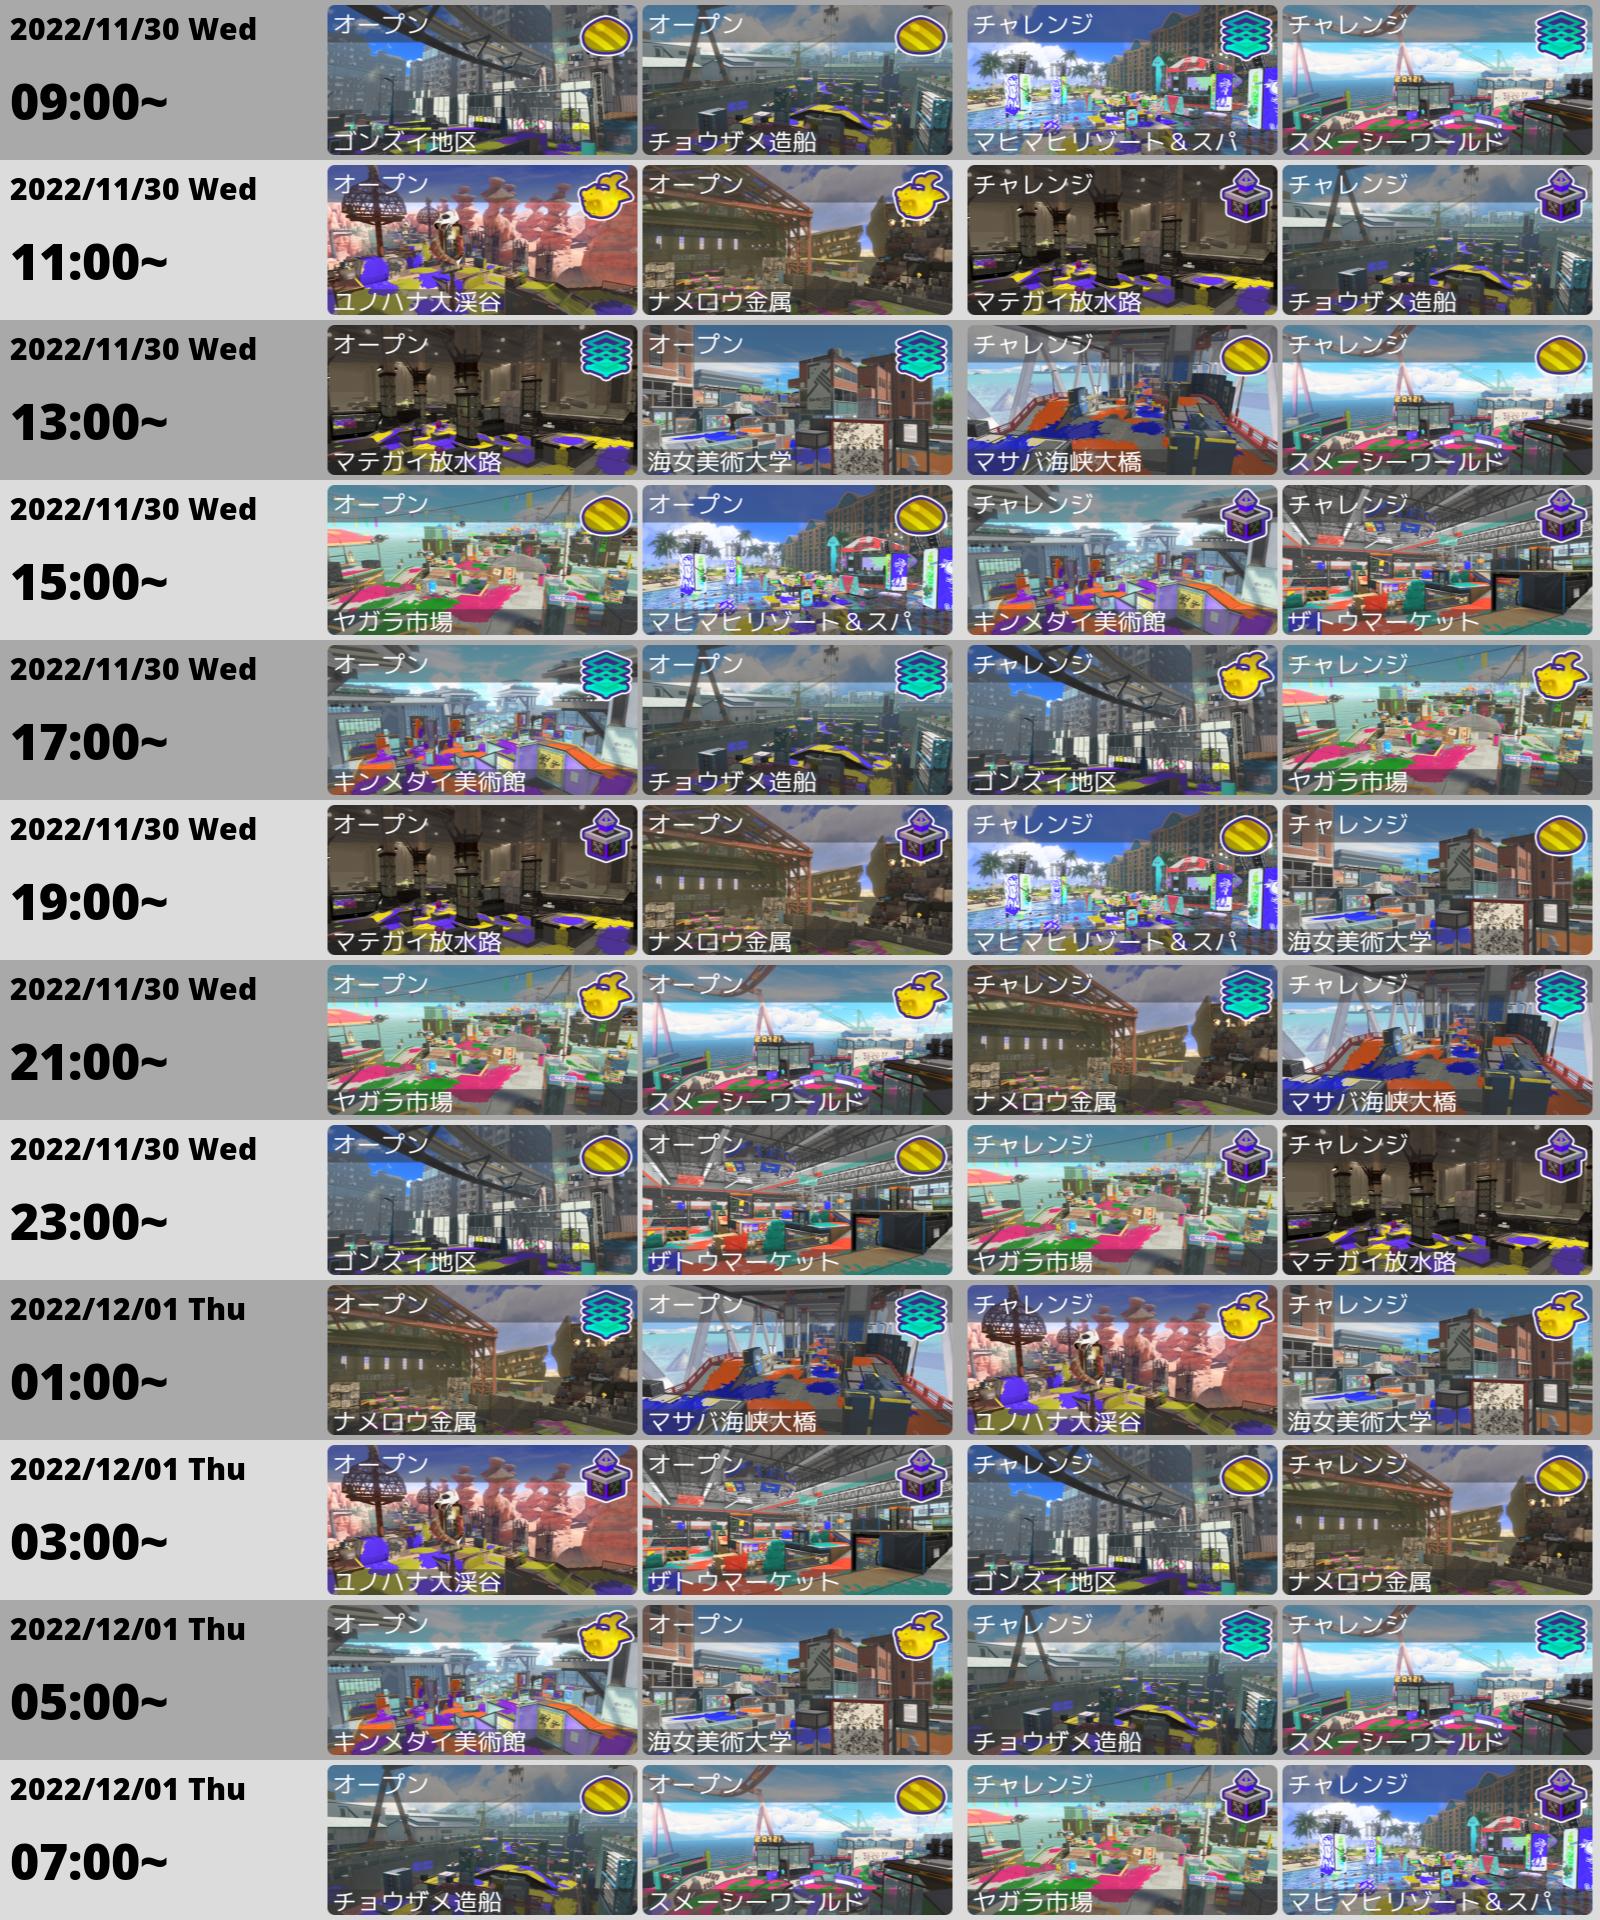 2022/11/30 Wed
09:00~
オープン
ゴンズイ地区
オープン
チョウザメ造船
チャレンジ
マヒマヒリゾート＆スパ
チャレンジ
スメーシーワールド
2022/11/30 Wed
11:00~
オープン
ユノハナ大渓谷
オープン
ナメロウ金属
チャレンジ
マテガイ放水路
チャレンジ
チョウザメ造船
2022/11/30 Wed
13:00~
オープン
マテガイ放水路
オープン
海女美術大学
チャレンジ
マサバ海峡大橋
チャレンジ
スメーシーワールド
2022/11/30 Wed
15:00~
オープン
ヤガラ市場
オープン
マヒマヒリゾート＆スパ
チャレンジ
キンメダイ美術館
チャレンジ
ザトウマーケット
2022/11/30 Wed
17:00~
オープン
キンメダイ美術館
オープン
チョウザメ造船
チャレンジ
ゴンズイ地区
チャレンジ
ヤガラ市場
2022/11/30 Wed
19:00~
オープン
マテガイ放水路
オープン
ナメロウ金属
チャレンジ
マヒマヒリゾート＆スパ
チャレンジ
海女美術大学
2022/11/30 Wed
21:00~
オープン
ヤガラ市場
オープン
スメーシーワールド
チャレンジ
ナメロウ金属
チャレンジ
マサバ海峡大橋
2022/11/30 Wed
23:00~
オープン
ゴンズイ地区
オープン
ザトウマーケット
チャレンジ
ヤガラ市場
チャレンジ
マテガイ放水路
2022/12/01 Thu
01:00~
オープン
ナメロウ金属
オープン
マサバ海峡大橋
チャレンジ
ユノハナ大渓谷
チャレンジ
海女美術大学
2022/12/01 Thu
03:00~
オープン
ユノハナ大渓谷
オープン
ザトウマーケット
チャレンジ
ゴンズイ地区
チャレンジ
ナメロウ金属
2022/12/01 Thu
05:00~
オープン
キンメダイ美術館
オープン
海女美術大学
チャレンジ
チョウザメ造船
チャレンジ
スメーシーワールド
2022/12/01 Thu
07:00~
オープン
チョウザメ造船
オープン
スメーシーワールド
チャレンジ
ヤガラ市場
チャレンジ
マヒマヒリゾート＆スパ